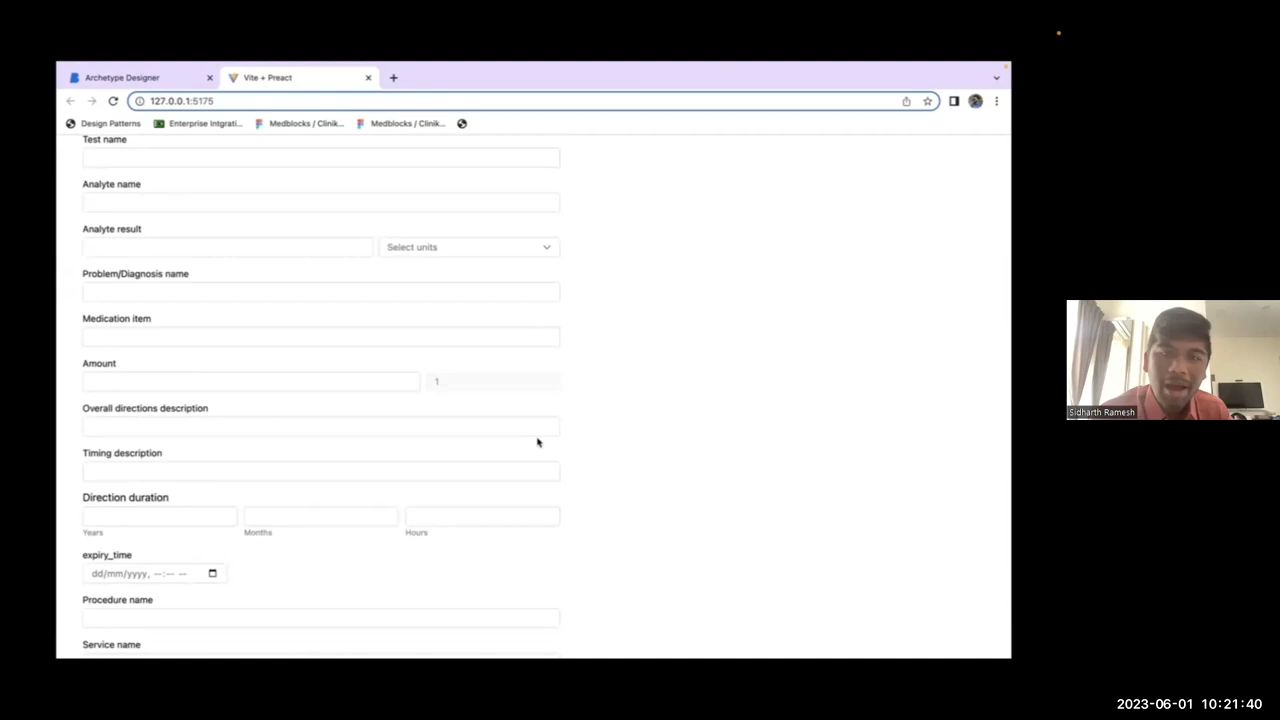 Archetype Designer
Vite + Preact
127.0.0.1:5175
Design Patterns
Enterprise Intgrati...
Medblocks / Clinik...
Medblocks / Clinik...
Test name
Analyte name
Analyte result
Select units
Problem/Diagnosis name
Medication item
Amount
1
Overall directions description
Timing description
Direction duration
Years
Months
Hours
expiry_time
dd/mm/yyyy, --:-- --
Procedure name
Service name
Sidharth Ramesh
2023-06-01 10:21:40